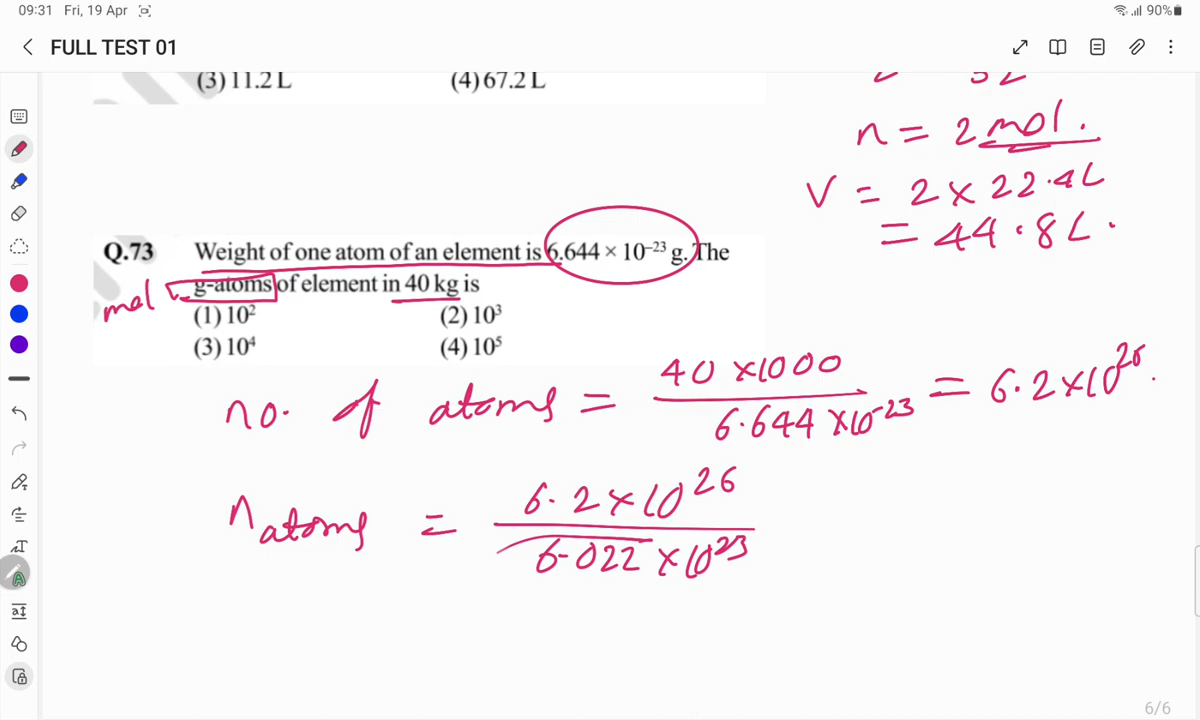 09:31 Fri, 19 Apr 90%
FULL TEST 01
(3) 11.2 L (4) 67.2 L
n = 2 mol.
V = 2 × 22.4L
= 44.8L.
Q.73 Weight of one atom of an element is 6.644 × 10⁻²³ g. The
mol g-atoms of element in 40 kg is
(1) 10² (2) 10³
(3) 10⁴ (4) 10⁵
no. of atoms = 40 × 1000 / 6.644 × 10⁻²³ = 6.2 × 10²⁶.
n atoms = 6.2 × 10²⁶ / 6.022 × 10²³
6/6